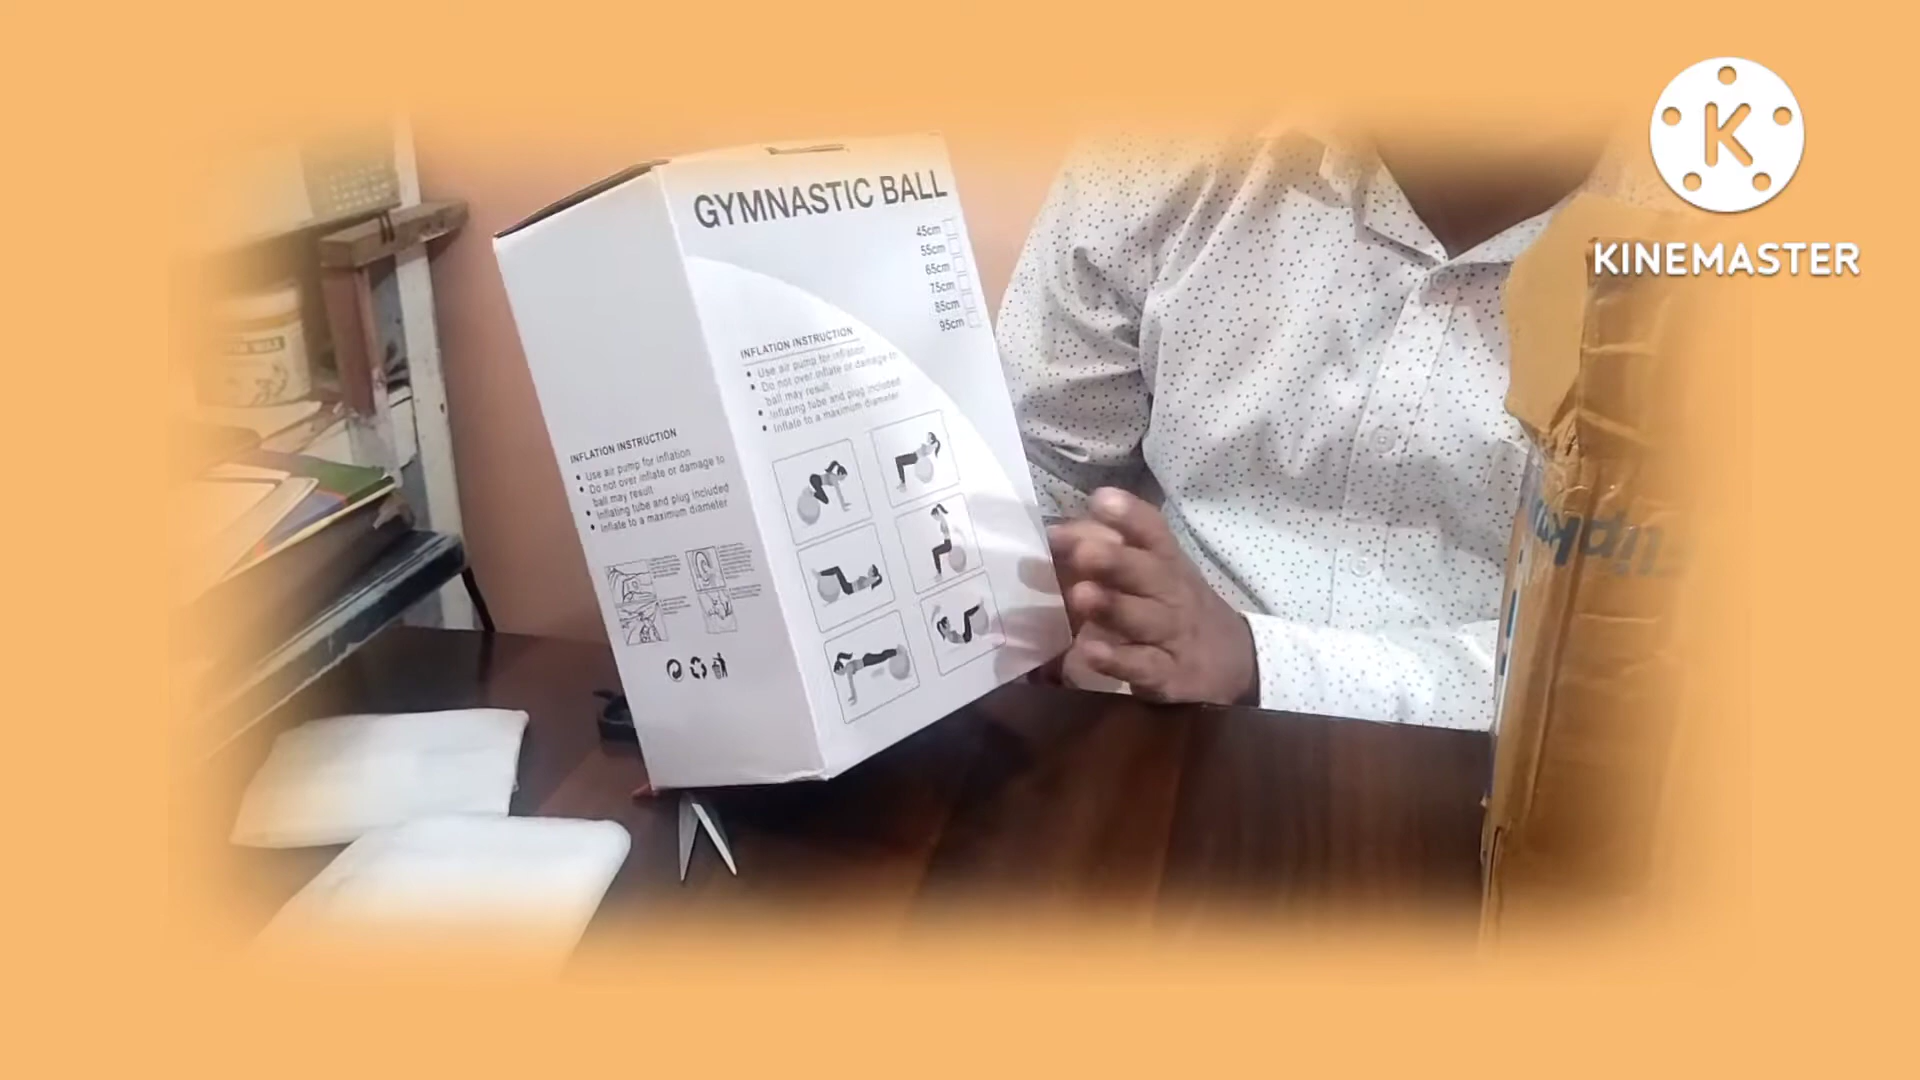 GYMNASTIC BALL
45cm
55cm
65cm
75cm
85cm
95cm
INFLATION INSTRUCTION
• Use air pump for inflation
• Do not over inflate or damage to
ball may result
• Inflating tube and plug included
• Inflate to a maximum diameter
INFLATION INSTRUCTION
• Use air pump for inflation
• Do not over inflate or damage to
ball may result
• Inflating tube and plug included
• Inflate to a maximum diameter
K
KINEMASTER